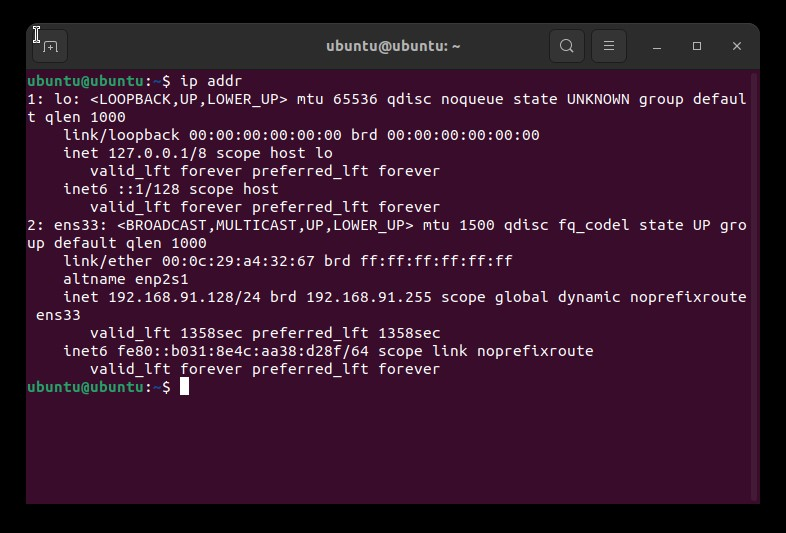 ubuntu@ubuntu: ~
ubuntu@ubuntu:~$ ip addr
1: lo: <LOOPBACK,UP,LOWER_UP> mtu 65536 qdisc noqueue state UNKNOWN group defaul
t qlen 1000
    link/loopback 00:00:00:00:00:00 brd 00:00:00:00:00:00
    inet 127.0.0.1/8 scope host lo
       valid_lft forever preferred_lft forever
    inet6 ::1/128 scope host
       valid_lft forever preferred_lft forever
2: ens33: <BROADCAST,MULTICAST,UP,LOWER_UP> mtu 1500 qdisc fq_codel state UP gro
up default qlen 1000
    link/ether 00:0c:29:a4:32:67 brd ff:ff:ff:ff:ff:ff
    altname enp2s1
    inet 192.168.91.128/24 brd 192.168.91.255 scope global dynamic noprefixroute
 ens33
       valid_lft 1358sec preferred_lft 1358sec
    inet6 fe80::b031:8e4c:aa38:d28f/64 scope link noprefixroute
       valid_lft forever preferred_lft forever
ubuntu@ubuntu:~$